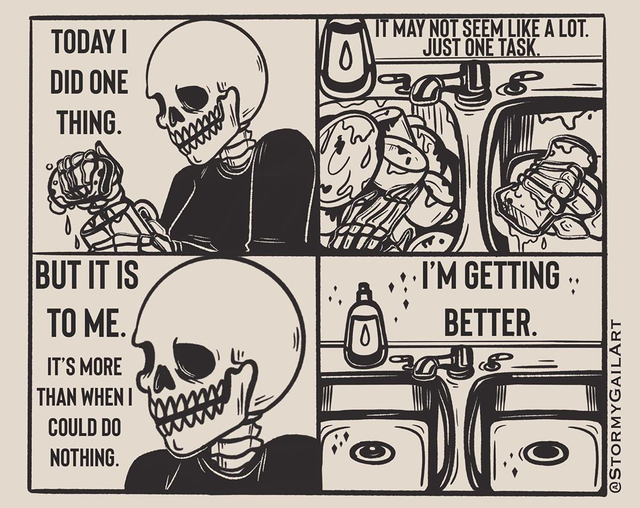 TODAY I
DID ONE
THING.
IT MAY NOT SEEM LIKE A LOT.
JUST ONE TASK.
BUT IT IS
TO ME.
IT'S MORE
THAN WHEN I
COULD DO
NOTHING.
I'M GETTING
BETTER.
@STORMYGAILART